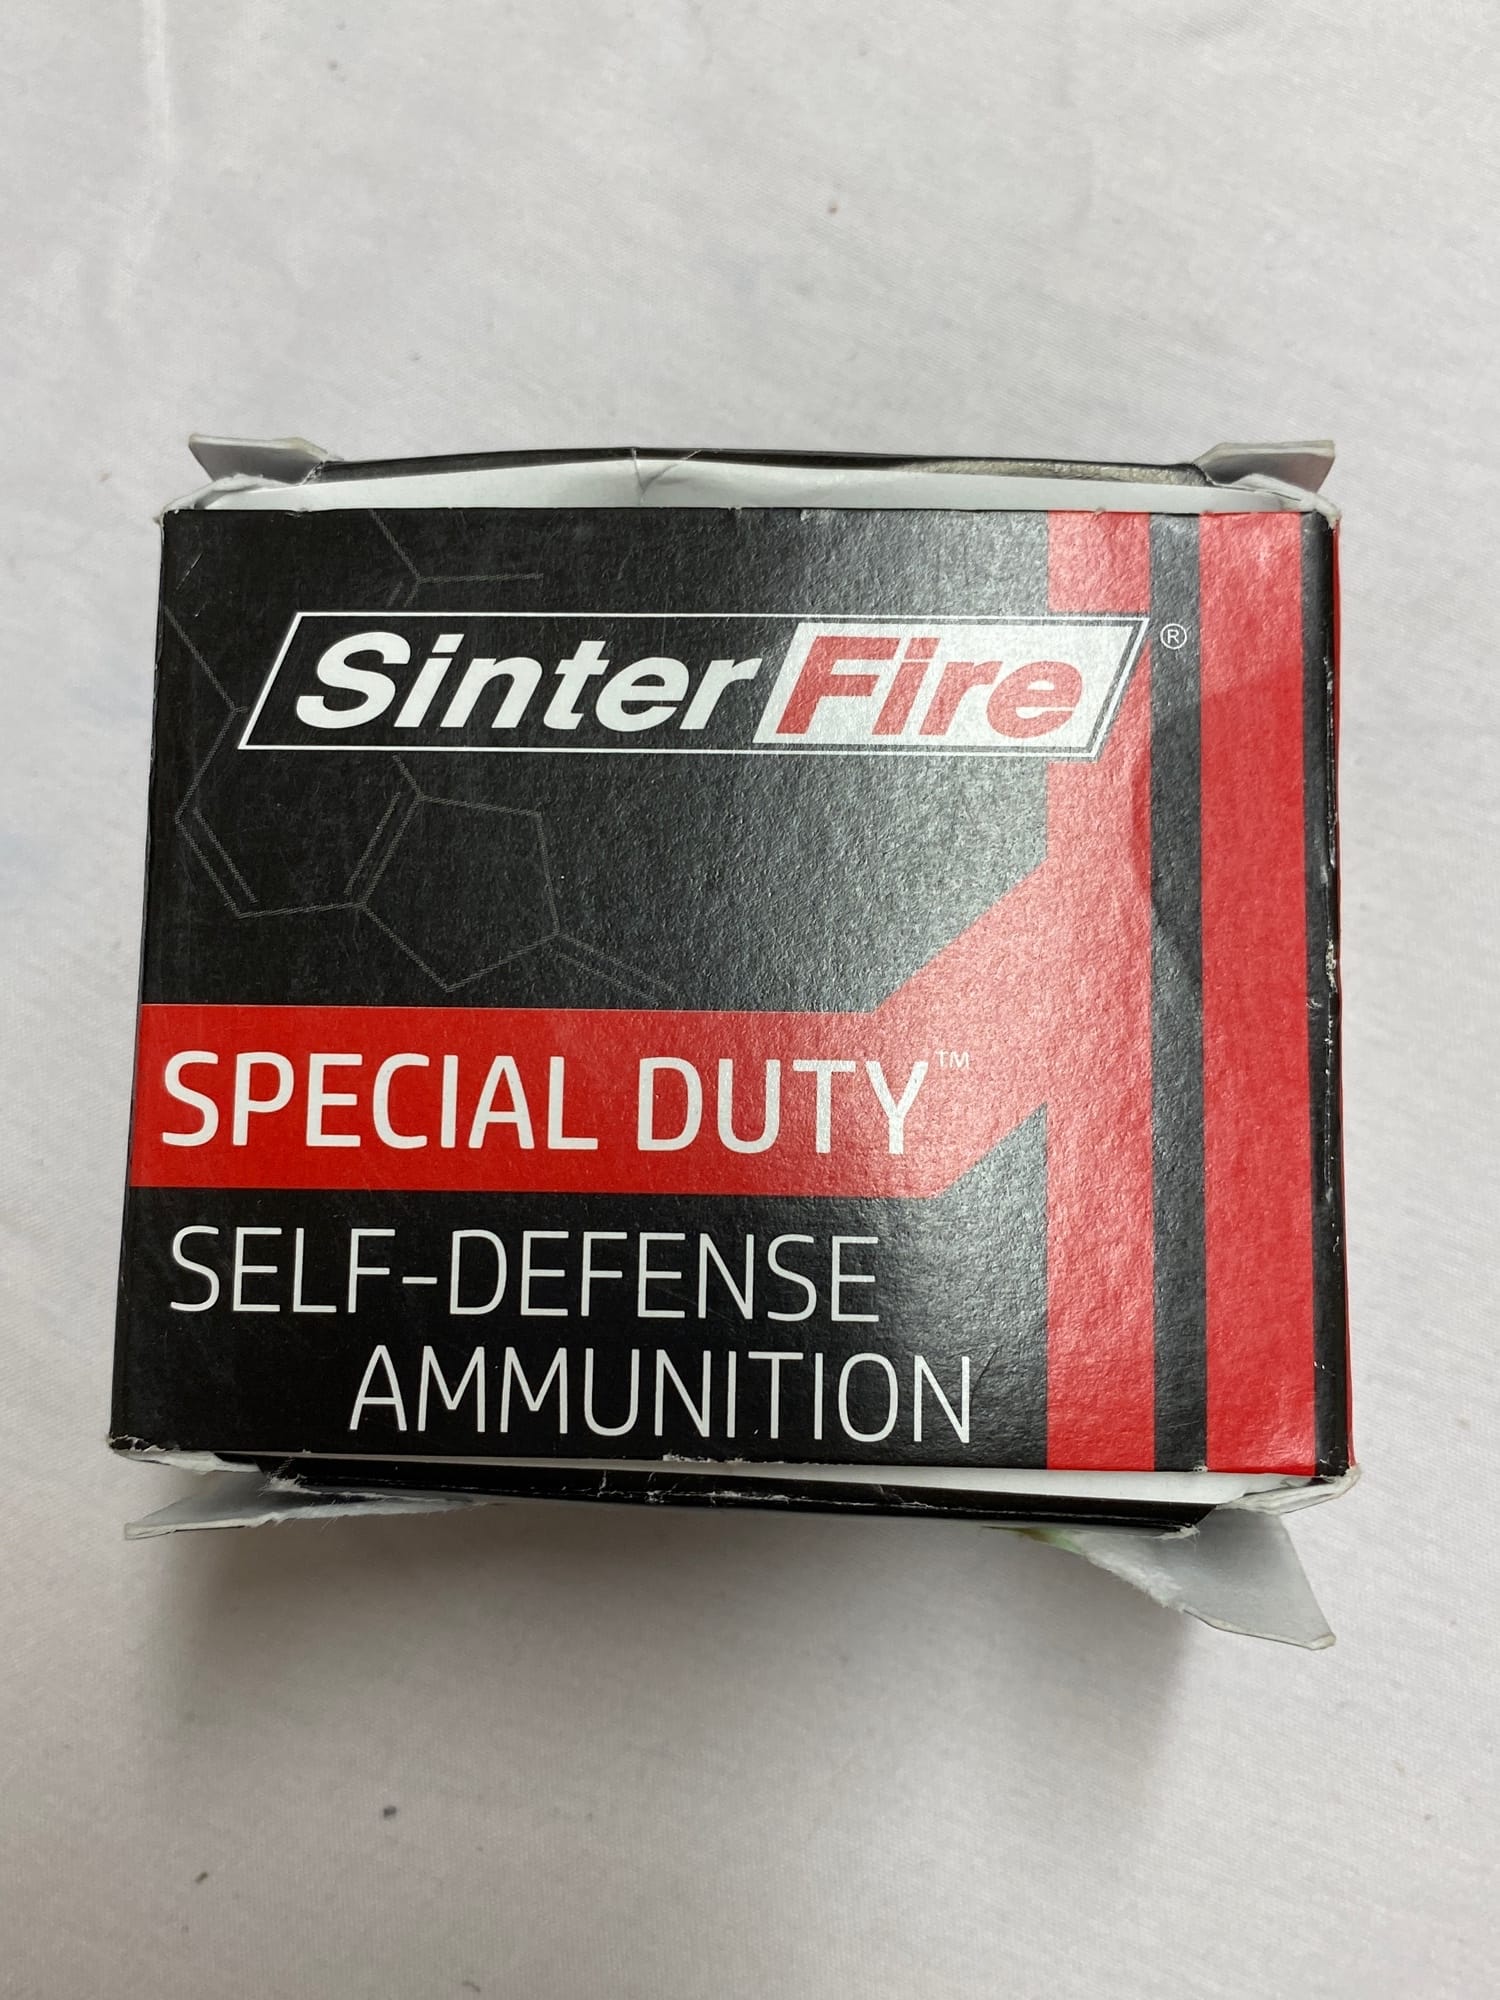 SinterFire®
SPECIAL DUTY™
SELF-DEFENSE
AMMUNITION